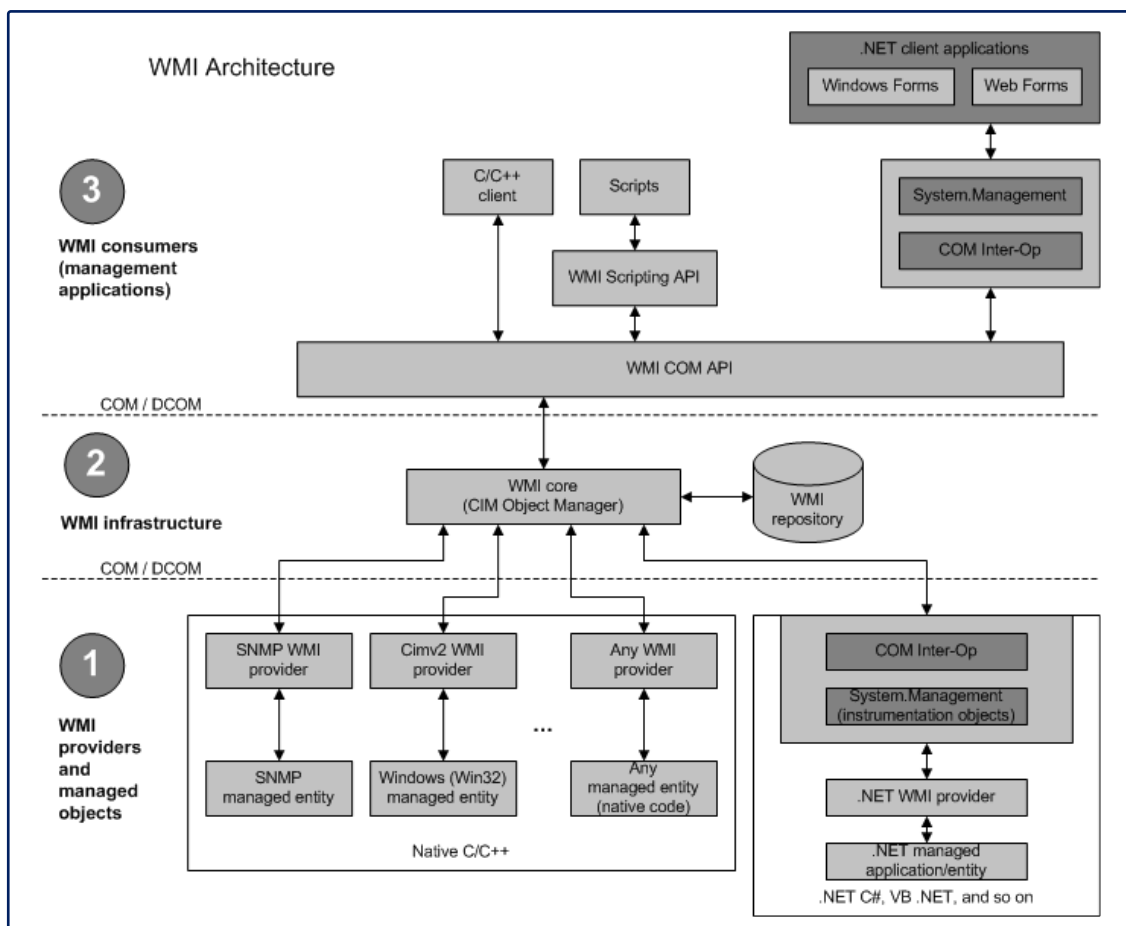 WMI Architecture
.NET client applications
Windows Forms
Web Forms
3
WMI consumers
(management
applications)
C/C++
client
Scripts
WMI Scripting API
System.Management
COM Inter-Op
WMI COM API
COM / DCOM
2
WMI infrastructure
WMI core
(CIM Object Manager)
WMI
repository
COM / DCOM
1
WMI
providers
and
managed
objects
SNMP WMI
provider
Cimv2 WMI
provider
Any WMI
provider
...
SNMP
managed entity
Windows (Win32)
managed entity
Any
managed entity
(native code)
Native C/C++
COM Inter-Op
System.Management
(instrumentation objects)
.NET WMI provider
.NET managed
application/entity
.NET C#, VB .NET, and so on